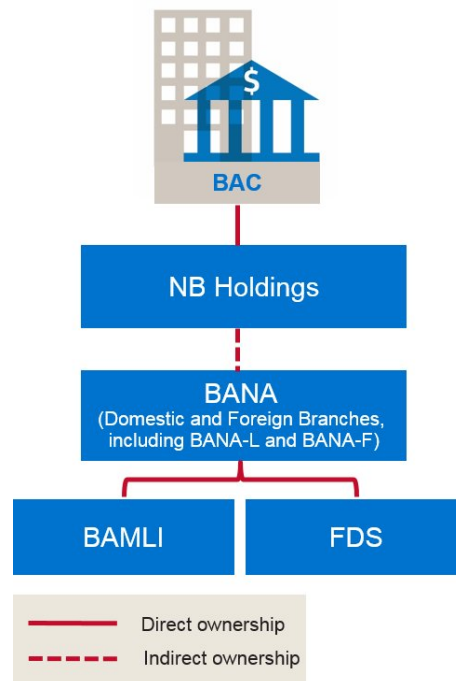 $
BAC
NB Holdings
BANA
(Domestic and Foreign Branches,
including BANA-L and BANA-F)
BAMLI
FDS
Direct ownership
Indirect ownership